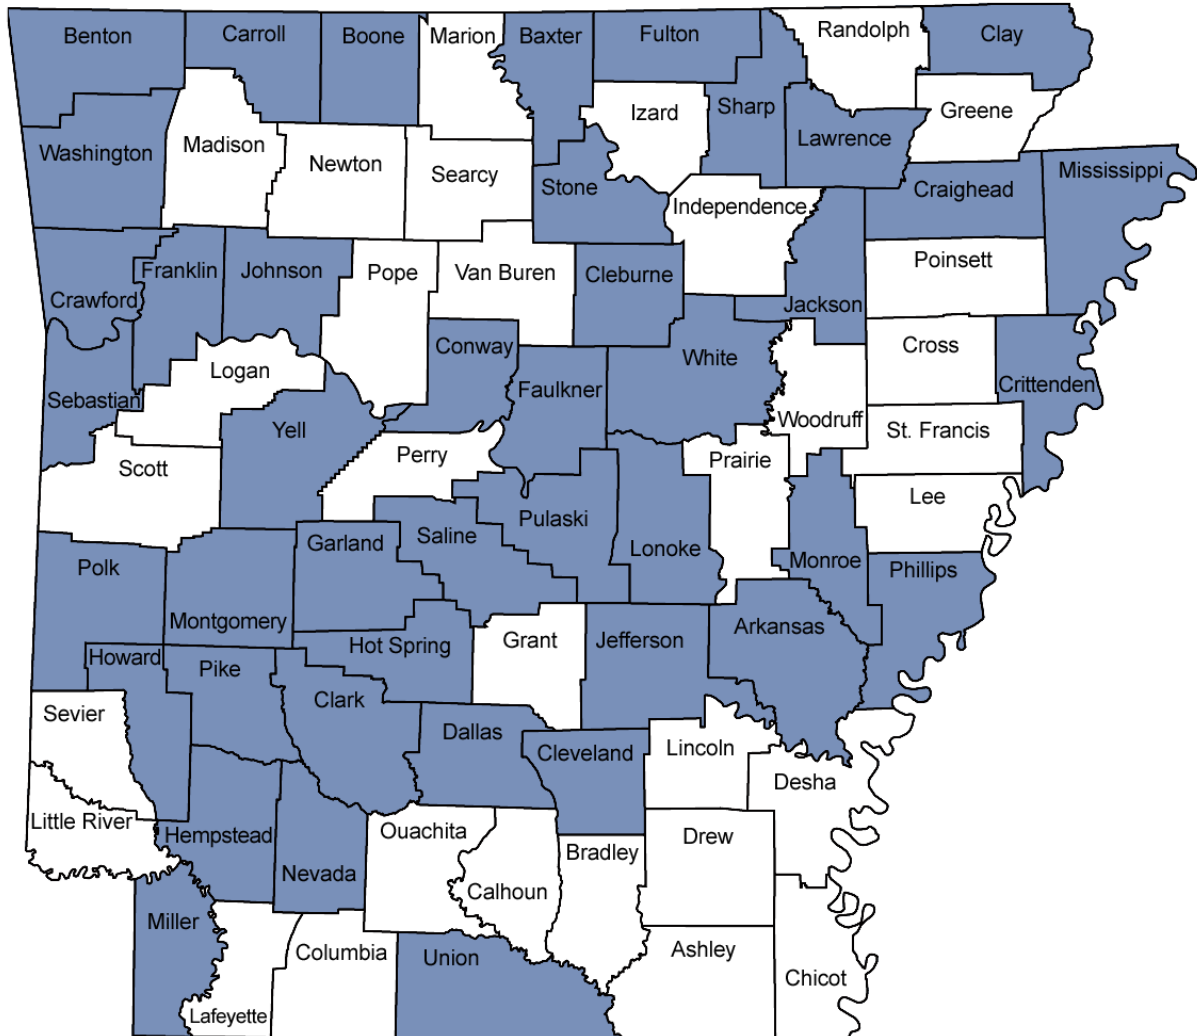 Benton
Carroll
Boone
Marion
Baxter
Fulton
Randolph
Clay
Sharp
Izard
Greene
Lawrence
Washington
Madison
Newton
Searcy
Stone
Mississippi
Craighead
Independence
Crawford
Franklin
Johnson
Pope
Van Buren
Cleburne
Jackson
Poinsett
Conway
White
Cross
Logan
Faulkner
Crittenden
Sebastian
Yell
Woodruff
St. Francis
Scott
Perry
Prairie
Lee
Pulaski
Saline
Garland
Lonoke
Monroe
Phillips
Polk
Montgomery
Arkansas
Grant
Jefferson
Hot Spring
Howard
Pike
Clark
Sevier
Dallas
Cleveland
Lincoln
Desha
Little River
Hempstead
Ouachita
Drew
Bradley
Nevada
Calhoun
Miller
Columbia
Union
Ashley
Chicot
Lafeyette